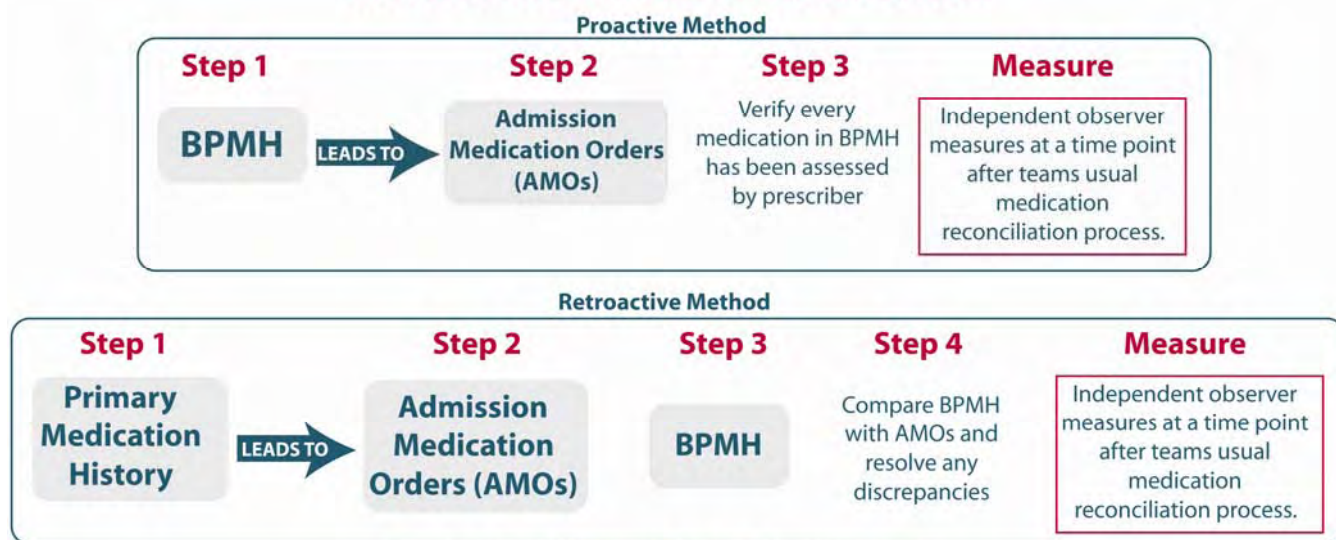 Proactive Method
Step 1
Step 2
Step 3
Measure
BPMH
LEADS TO
Admission
Medication Orders
(AMOs)
Verify every
medication in BPMH
has been assessed
by prescriber
Independent observer
measures at a time point
after teams usual
medication
reconciliation process.
Retroactive Method
Step 1
Step 2
Step 3
Step 4
Measure
Primary
Medication
History
LEADS TO
Admission
Medication
Orders (AMOs)
BPMH
Compare BPMH
with AMOs and
resolve any
discrepancies
Independent observer
measures at a time point
after teams usual
medication
reconciliation process.